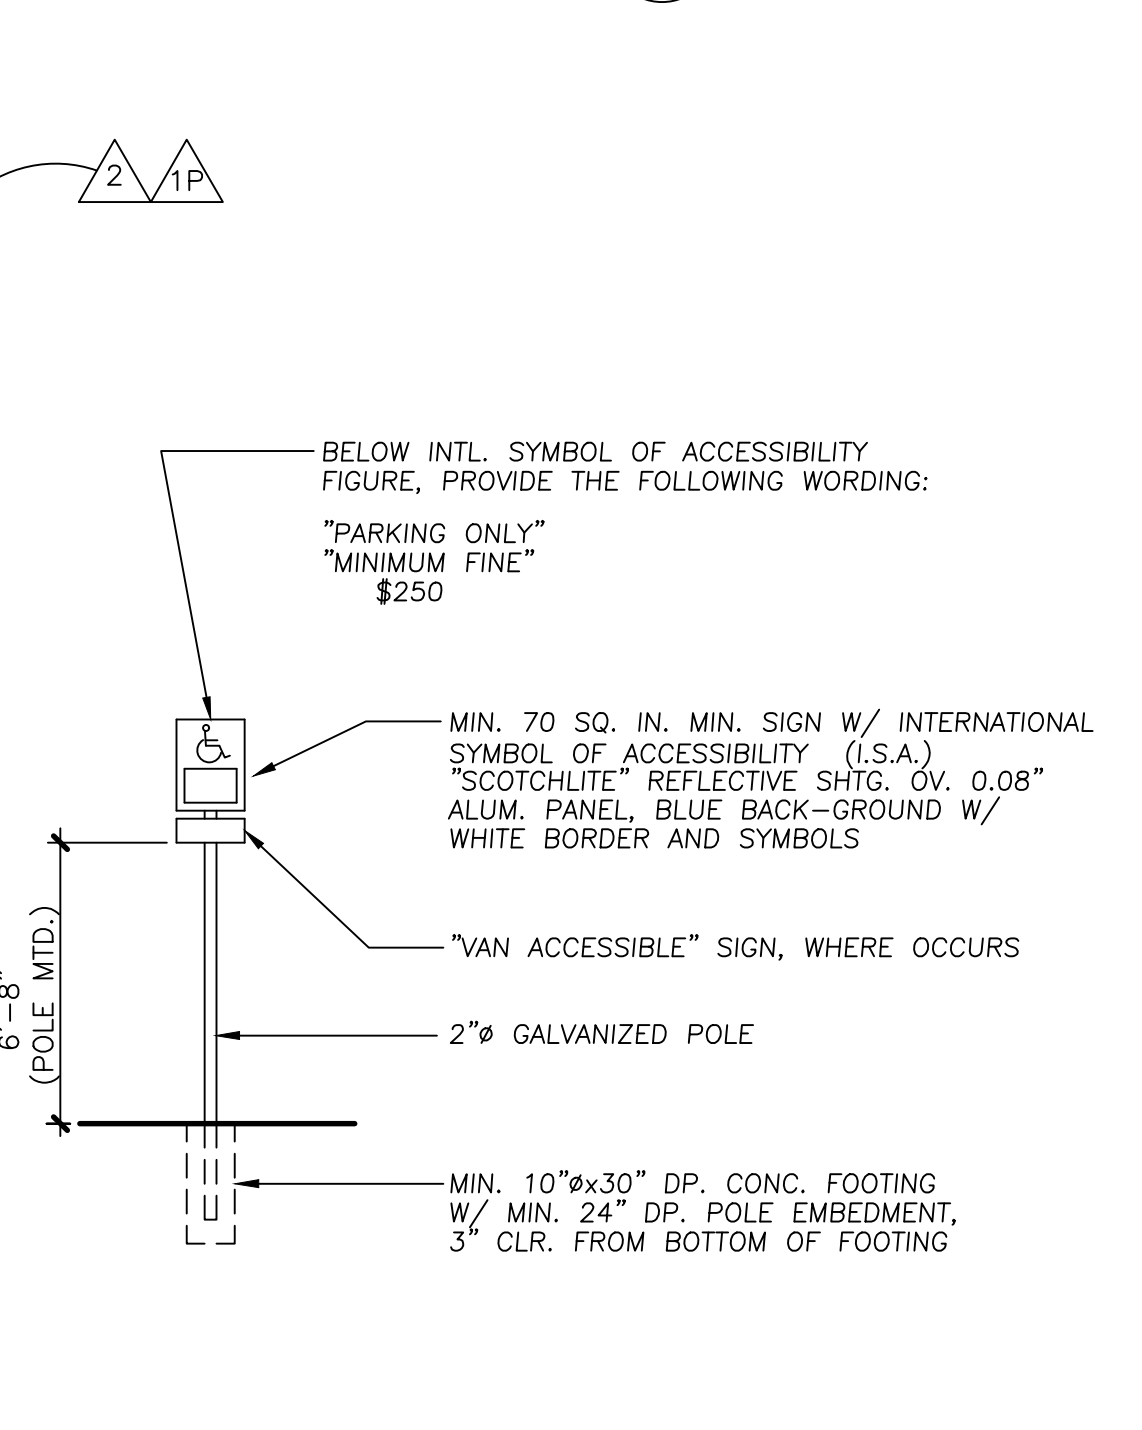 2 1P
BELOW INTL. SYMBOL OF ACCESSIBILITY
FIGURE, PROVIDE THE FOLLOWING WORDING:
"PARKING ONLY"
"MINIMUM FINE"
$250
MIN. 70 SQ. IN. MIN. SIGN W/ INTERNATIONAL
SYMBOL OF ACCESSIBILITY (I.S.A.)
"SCOTCHLITE" REFLECTIVE SHTG. OV. 0.08"
ALUM. PANEL, BLUE BACK-GROUND W/
WHITE BORDER AND SYMBOLS
6'-8"
(POLE MTD.)
"VAN ACCESSIBLE" SIGN, WHERE OCCURS
2"ø GALVANIZED POLE
MIN. 10"øx30" DP. CONC. FOOTING
W/ MIN. 24" DP. POLE EMBEDMENT,
3" CLR. FROM BOTTOM OF FOOTING